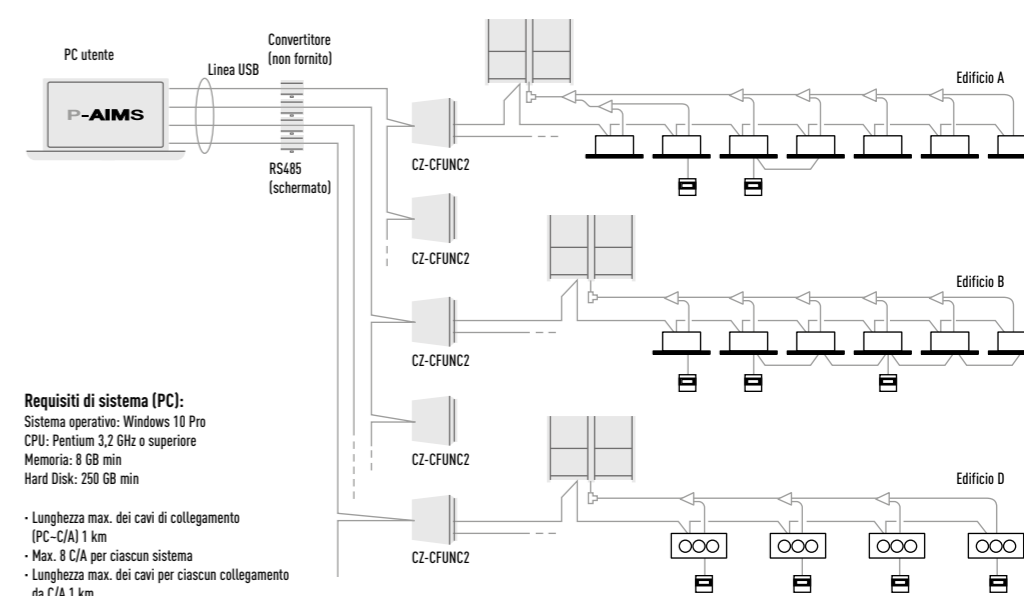 PC utente
Linea USB
Convertitore
(non fornito)
P-AIMS
RS485
(schermato)
CZ-CFUNC2
Edificio A
CZ-CFUNC2
CZ-CFUNC2
Edificio B
CZ-CFUNC2
CZ-CFUNC2
Edificio D
Requisiti di sistema (PC):
Sistema operativo: Windows 10 Pro
CPU: Pentium 3,2 GHz o superiore
Memoria: 8 GB min
Hard Disk: 250 GB min
· Lunghezza max. dei cavi di collegamento
(PC~C/A) 1 km
· Max. 8 C/A per ciascun sistema
· Lunghezza max. dei cavi per ciascun collegamento
da C/A 1 km